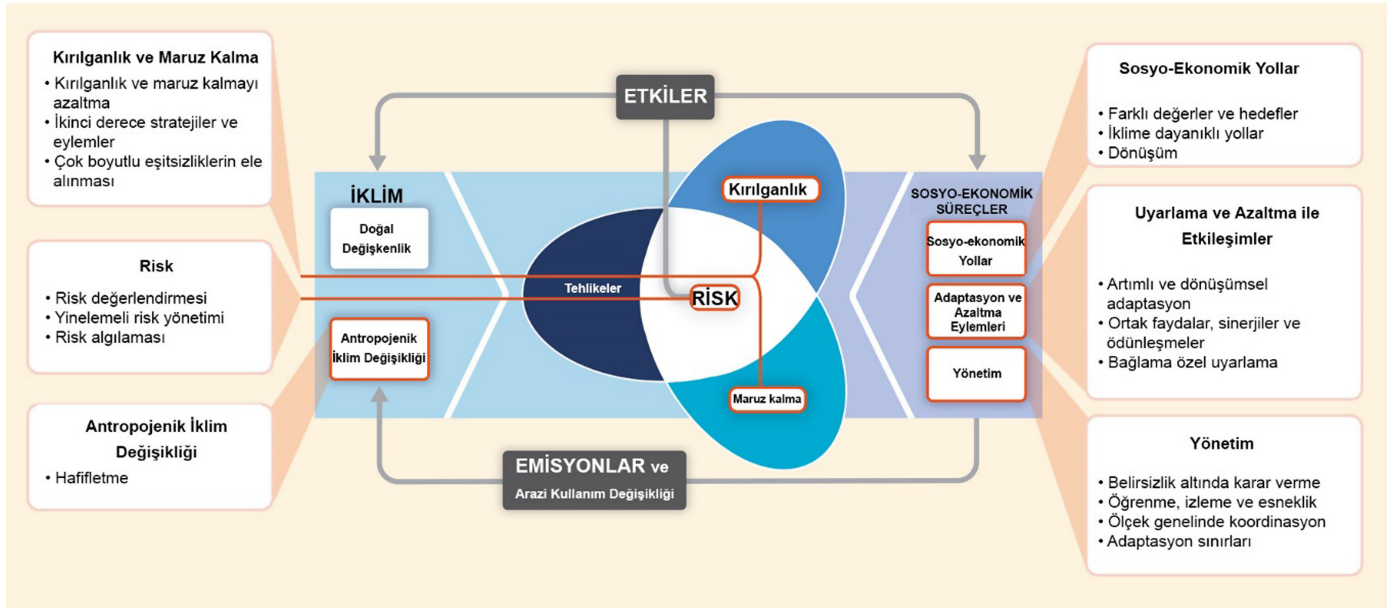 Kırılganlık ve Maruz Kalma
• Kırılganlık ve maruz kalmayı
azaltma
• İkinci derece stratejiler ve
eylemler
• Çok boyutlu eşitsizliklerin ele
alınması
Risk
• Risk değerlendirmesi
• Yinelemeli risk yönetimi
• Risk algılaması
Antropojenik İklim
Değişikliği
• Hafifletme
ETKİLER
İKLİM
Doğal
Değişkenlik
Antropojenik
İklim Değişikliği
Tehlikeler
Kırılganlık
RİSK
Maruz kalma
EMİSYONLAR ve
Arazi Kullanım Değişikliği
SOSYO-EKONOMİK
SÜREÇLER
Sosyo-ekonomik
Yollar
Adaptasyon ve
Azaltma
Eylemleri
Yönetim
Sosyo-Ekonomik Yollar
• Farklı değerler ve hedefler
• İklime dayanıklı yollar
• Dönüşüm
Uyarlama ve Azaltma ile
Etkileşimler
• Artımlı ve dönüşümsel
adaptasyon
• Ortak faydalar, sinerjiler ve
ödünleşmeler
• Bağlama özel uyarlama
Yönetim
• Belirsizlik altında karar verme
• Öğrenme, izleme ve esneklik
• Ölçek genelinde koordinasyon
• Adaptasyon sınırları